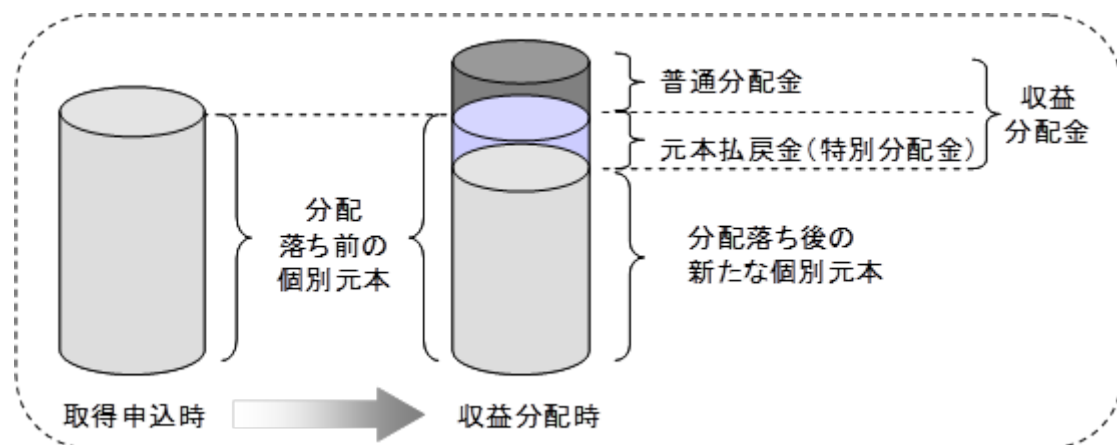 普通分配金
収益
分配金
元本払戻金(特別分配金)
分配
落ち前の
個別元本
分配落ち後の
新たな個別元本
取得申込時
収益分配時